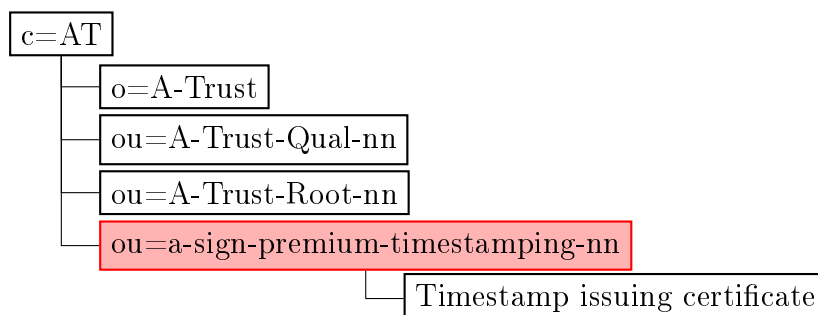 c=AT
o=A-Trust
ou=A-Trust-Qual-nn
ou=A-Trust-Root-nn
ou=a-sign-premium-timestamping-nn
Timestamp issuing certificate